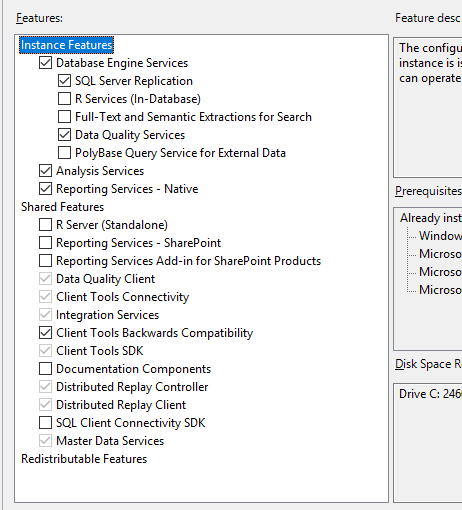 Features:
Feature desc
Instance Features
Database Engine Services
SQL Server Replication
R Services (In-Database)
Full-Text and Semantic Extractions for Search
Data Quality Services
PolyBase Query Service for External Data
Analysis Services
Reporting Services - Native
Shared Features
R Server (Standalone)
Reporting Services - SharePoint
Reporting Services Add-in for SharePoint Products
Data Quality Client
Client Tools Connectivity
Integration Services
Client Tools Backwards Compatibility
Client Tools SDK
Documentation Components
Distributed Replay Controller
Distributed Replay Client
SQL Client Connectivity SDK
Master Data Services
Redistributable Features
The configu
instance is is
can operate
Prerequisites
Already inst
Window
Microso
Microso
Microso
Disk Space R
Drive C: 246